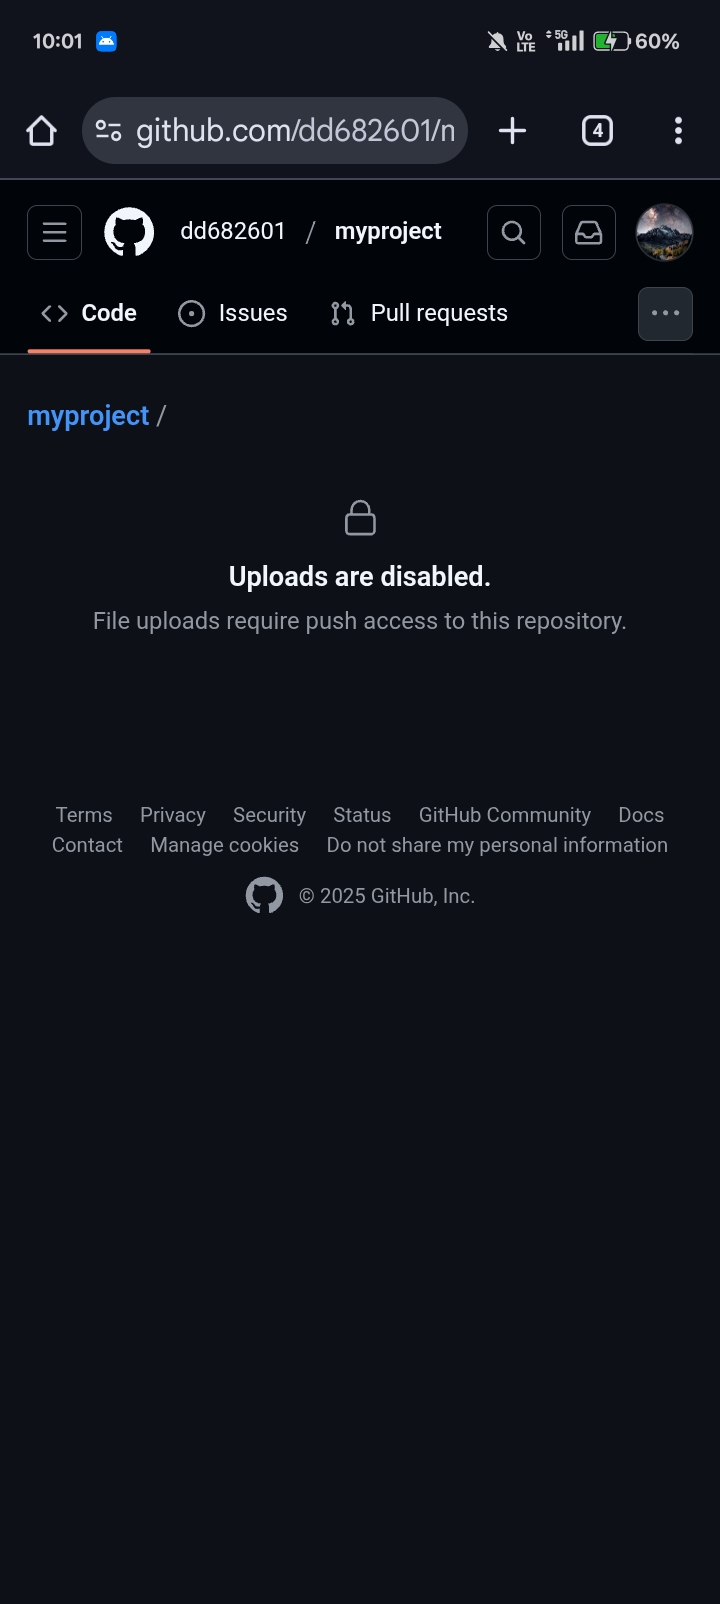 10:01 Vo LTE 5G 60%
github.com/dd682601/n 4
dd682601 / myproject
Code Issues Pull requests
myproject /
Uploads are disabled.
File uploads require push access to this repository.
Terms Privacy Security Status GitHub Community Docs
Contact Manage cookies Do not share my personal information
© 2025 GitHub, Inc.